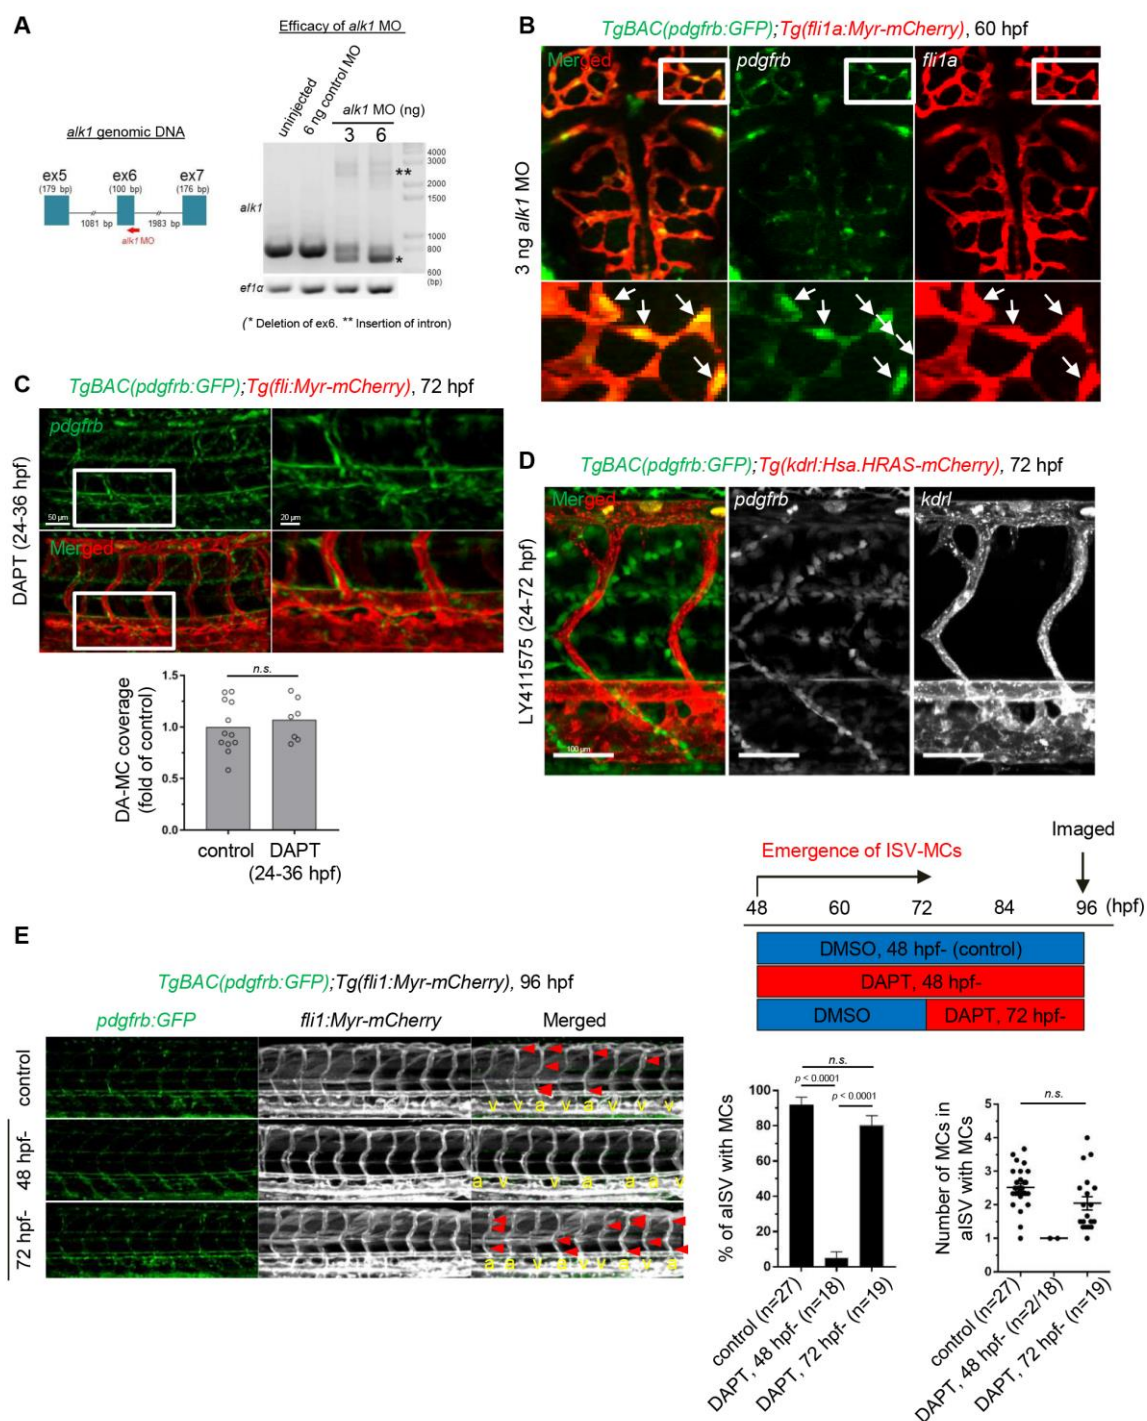 A
Efficacy of alk1 MO
uninjected
6 ng control MO
alk1 MO (ng)
3 6
alk1 genomic DNA
ex5 ex6 ex7
(179 bp) (100 bp) (176 bp)
1081 bp 1983 bp
alk1 MO
alk1
ef1α
4000
3000
**
2000
1500
1000
800
*
600
(bp)
(* Deletion of ex6. ** Insertion of intron)
B
TgBAC(pdgfrb:GFP);Tg(fli1a:Myr-mCherry), 60 hpf
Merged pdgfrb fli1a
3 ng alk1 MO
C
TgBAC(pdgfrb:GFP);Tg(fli:Myr-mCherry), 72 hpf
DAPT (24-36 hpf)
pdgfrb
50 µm 20 µm
Merged
n.s.
DA-MC coverage
(fold of control)
1.5
1.0
0.5
0.0
control DAPT
(24-36 hpf)
D
TgBAC(pdgfrb:GFP);Tg(kdrl:Hsa.HRAS-mCherry), 72 hpf
Merged pdgfrb kdrl
LY411575 (24-72 hpf)
100 µm
E
TgBAC(pdgfrb:GFP);Tg(fli1:Myr-mCherry), 96 hpf
pdgfrb:GFP fli1:Myr-mCherry Merged
control
48 hpf-
72 hpf-
v v a v a v v v
a v v a a a v
a a v a v v a v a
Imaged
Emergence of ISV-MCs
48 60 72 84 96 (hpf)
DMSO, 48 hpf- (control)
DAPT, 48 hpf-
DMSO DAPT, 72 hpf-
n.s.
p < 0.0001
p < 0.0001
% of aISV with MCs
100
80
60
40
20
0
control (n=27)
DAPT, 48 hpf- (n=18)
DAPT, 72 hpf- (n=19)
n.s.
Number of MCs in
aISV with MCs
5
4
3
2
1
0
control (n=27)
DAPT, 48 hpf- (n=2/18)
DAPT, 72 hpf- (n=19)